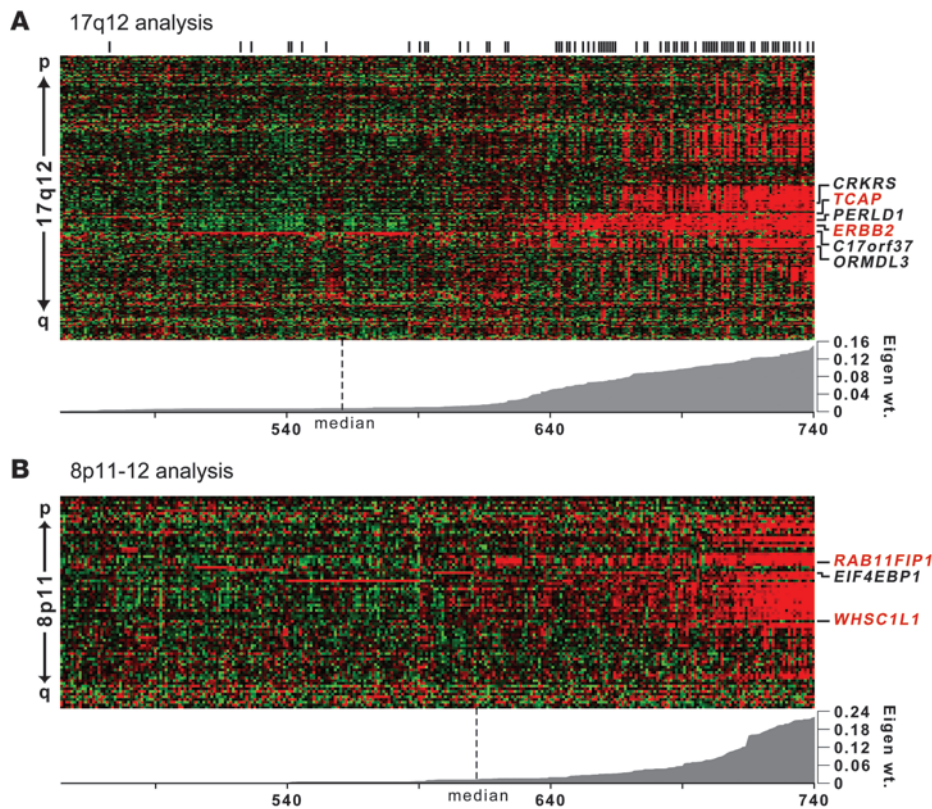 A 17q12 analysis
p
17q12
q
CRKRS
TCAP
PERLD1
ERBB2
C17orf37
ORMDL3
0.16
0.12
0.08
0.04
0
Eigen wt.
540
median
640
740
B 8p11-12 analysis
p
8p11
q
RAB11FIP1
EIF4EBP1
WHSC1L1
0.24
0.18
0.12
0.06
0
Eigen wt.
540
median
640
740